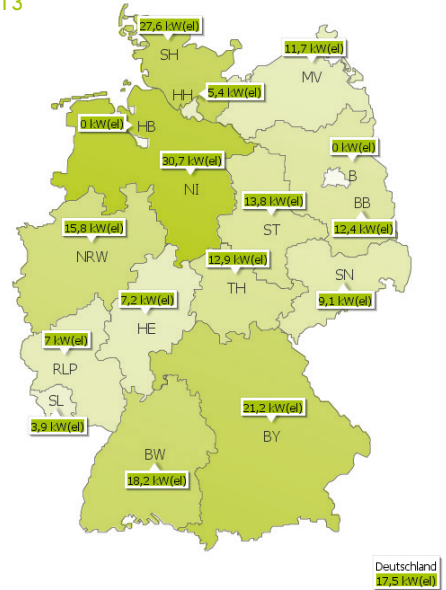 13
27,6 kW(el)
SH
11,7 kW(el)
MV
HH
5,4 kW(el)
0 kW(el)
HB
30,7 kW(el)
NI
0 kW(el)
B
BB
12,4 kW(el)
13,8 kW(el)
ST
15,8 kW(el)
NRW
12,9 kW(el)
TH
SN
9,1 kW(el)
7,2 kW(el)
HE
7 kW(el)
RLP
SL
3,9 kW(el)
21,2 kW(el)
BY
BW
18,2 kW(el)
Deutschland
17,5 kW(el)